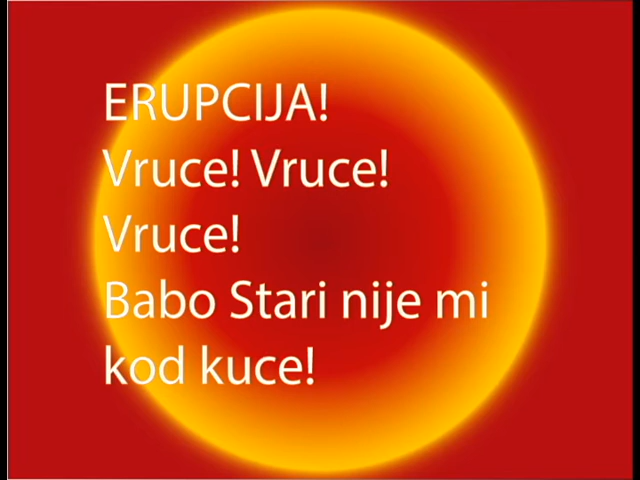 ERUPCIJA!
Vruce! Vruce!
Vruce!
Babo Stari nije mi
kod kuce!